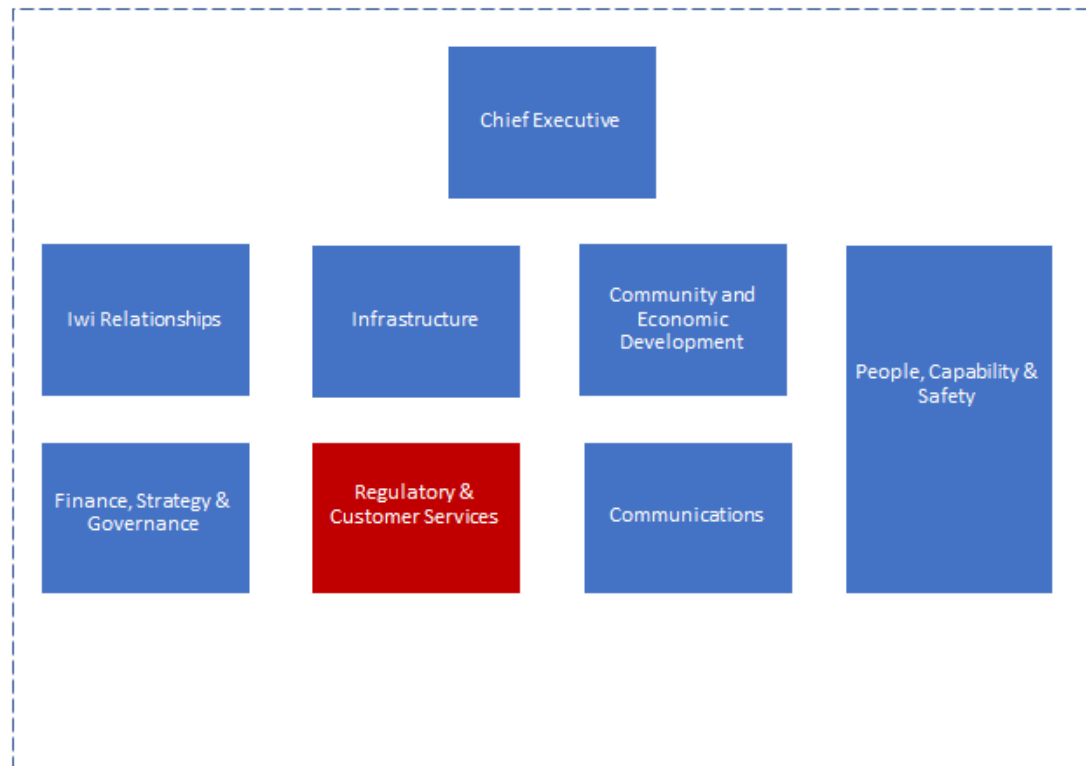 Chief Executive
Iwi Relationships
Infrastructure
Community and
Economic
Development
People, Capability &
Safety
Finance, Strategy &
Governance
Regulatory &
Customer Services
Communications